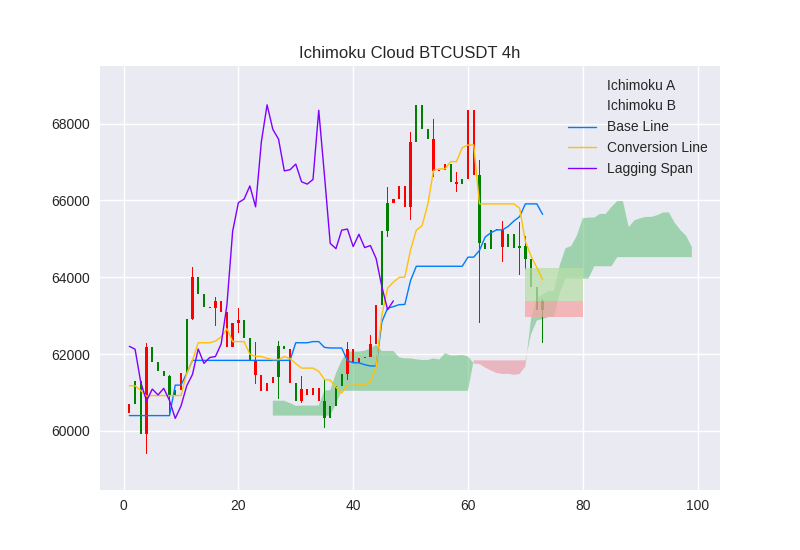 Ichimoku Cloud BTCUSDT 4h
Ichimoku A
Ichimoku B
Base Line
Conversion Line
Lagging Span
68000
66000
64000
62000
60000
0 20 40 60 80 100